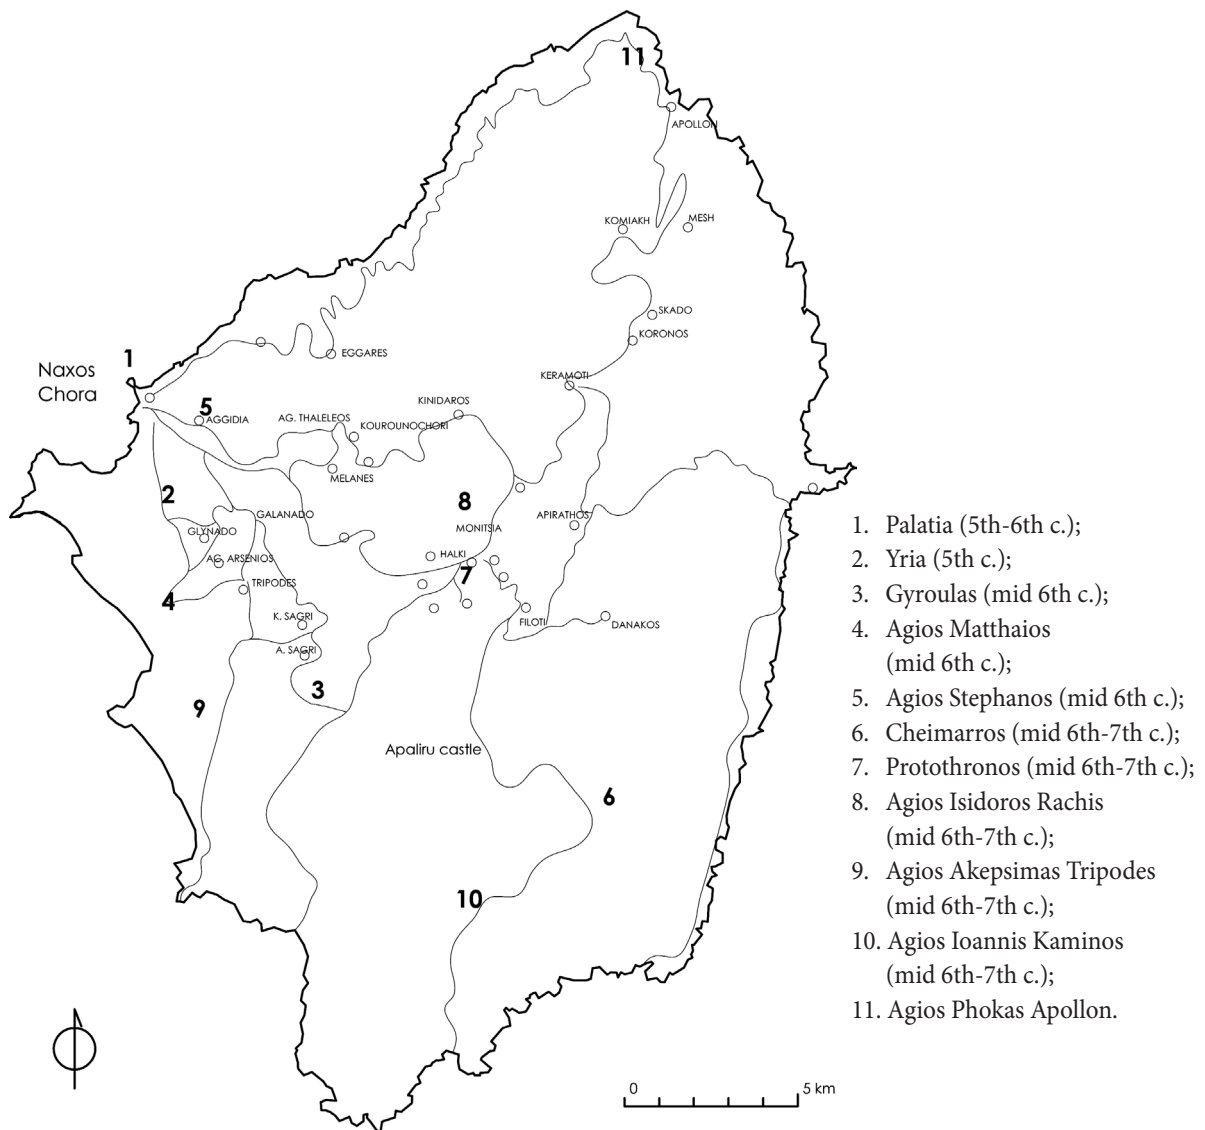 11
APOLLON
KOMIAKH
MESH
SKADO
KORONOS
1
EGGARES
Naxos
Chora
KERAMOTI
5
AGGIDIA
KINIDAROS
AG. THALELEOS
KOUROUNOCHORI
MELANES
2
8
GALANADO
APIRATHOS
MONITSIA
GLYNADO
HALKI
AG. ARSENIOS
7
TRIPODES
4
K. SAGRI
FILOTI
DANAKOS
A. SAGRI
3
9
Apaliru castle
6
10
0
5 km
1. Palatia (5th-6th c.);
2. Yria (5th c.);
3. Gyroulas (mid 6th c.);
4. Agios Matthaios
(mid 6th c.);
5. Agios Stephanos (mid 6th c.);
6. Cheimarros (mid 6th-7th c.);
7. Protothronos (mid 6th-7th c.);
8. Agios Isidoros Rachis
(mid 6th-7th c.);
9. Agios Akepsimas Tripodes
(mid 6th-7th c.);
10. Agios Ioannis Kaminos
(mid 6th-7th c.);
11. Agios Phokas Apollon.